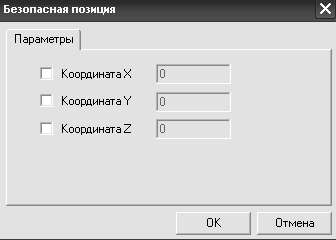 Безопасная позиция
Параметры
Координата X 0
Координата Y 0
Координата Z 0
OK Отмена